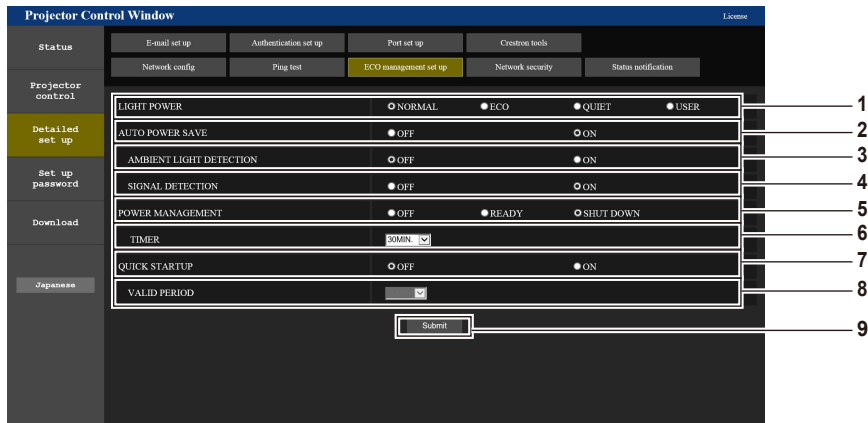 Projector Control Window License
Status
E-mail set up Authentication set up Port set up Crestron tools
Network config Ping test ECO management set up Network security Status notification
Projector
control
Detailed
set up
Set up
password
Download
Japanese
LIGHT POWER NORMAL ECO QUIET USER 1
AUTO POWER SAVE OFF ON 2
AMBIENT LIGHT DETECTION OFF ON 3
SIGNAL DETECTION OFF ON 4
POWER MANAGEMENT OFF READY SHUT DOWN 5
TIMER 30MIN. 6
QUICK STARTUP OFF ON 7
VALID PERIOD 8
Submit 9